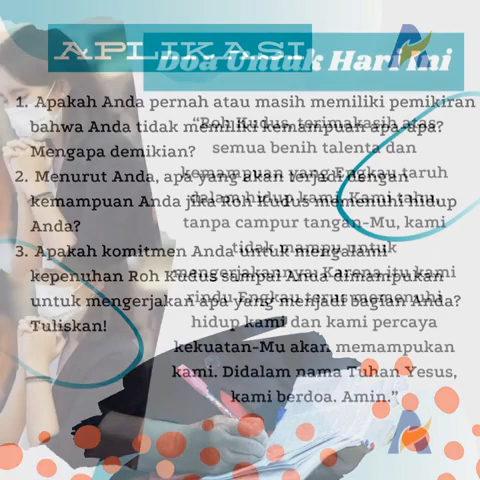 APLIKASI
1. Apakah Anda pernah atau masih memiliki pemikiran
bahwa Anda tidak memiliki kemampuan apa-apa?
Mengapa demikian?
2. Menurut Anda, apa yang akan terjadi dengan
kemampuan Anda jika Roh Kudus memenuhi hidup
Anda?
3. Apakah komitmen Anda untuk mengalami
kepenuhan Roh Kudus sampai Anda dimampukan
untuk mengerjakan apa yang menjadi bagian Anda?
Tuliskan!
Doa Untuk Hari Ini
“Roh Kudus, terimakasih atas
semua benih talenta dan
kemampuan yang Engkau taruh
dalam hidup kami. Kami tahu,
tanpa campur tangan-Mu, kami
tidak mampu untuk
mengerjakannya. Karena itu kami
rindu Engkau terus memenuhi
hidup kami dan kami percaya
kekuatan-Mu akan memampukan
kami. Didalam nama Tuhan Yesus,
kami berdoa. Amin.”